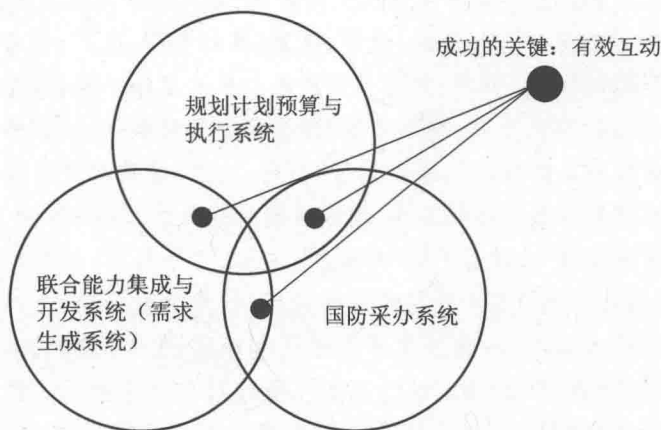 成功的关键：有效互动
规划计划预算与
执行系统
联合能力集成与
开发系统（需求
生成系统）
国防采办系统